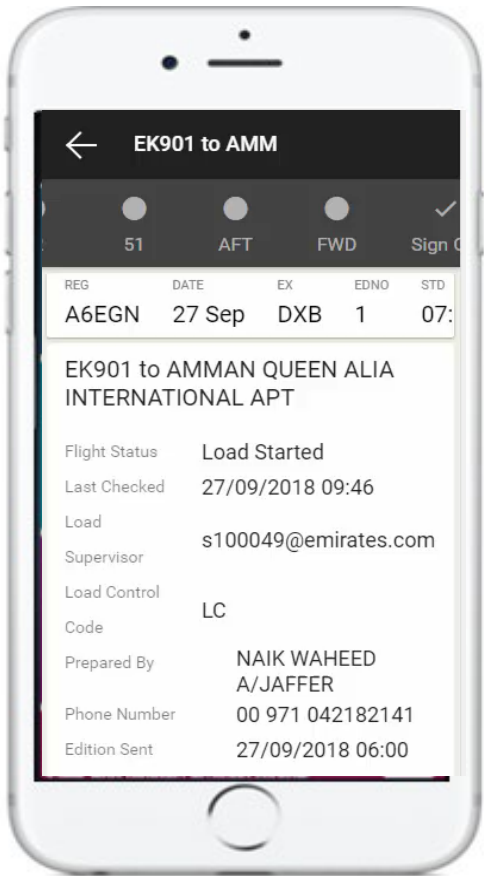 EK901 to AMM
51 AFT FWD Sign
REG DATE EX EDNO STD
A6EGN 27 Sep DXB 1 07:
EK901 to AMMAN QUEEN ALIA
INTERNATIONAL APT
Flight Status Load Started
Last Checked 27/09/2018 09:46
Load
Supervisor
s100049@emirates.com
Load Control
Code
LC
Prepared By NAIK WAHEED
A/JAFFER
Phone Number 00 971 042182141
Edition Sent 27/09/2018 06:00